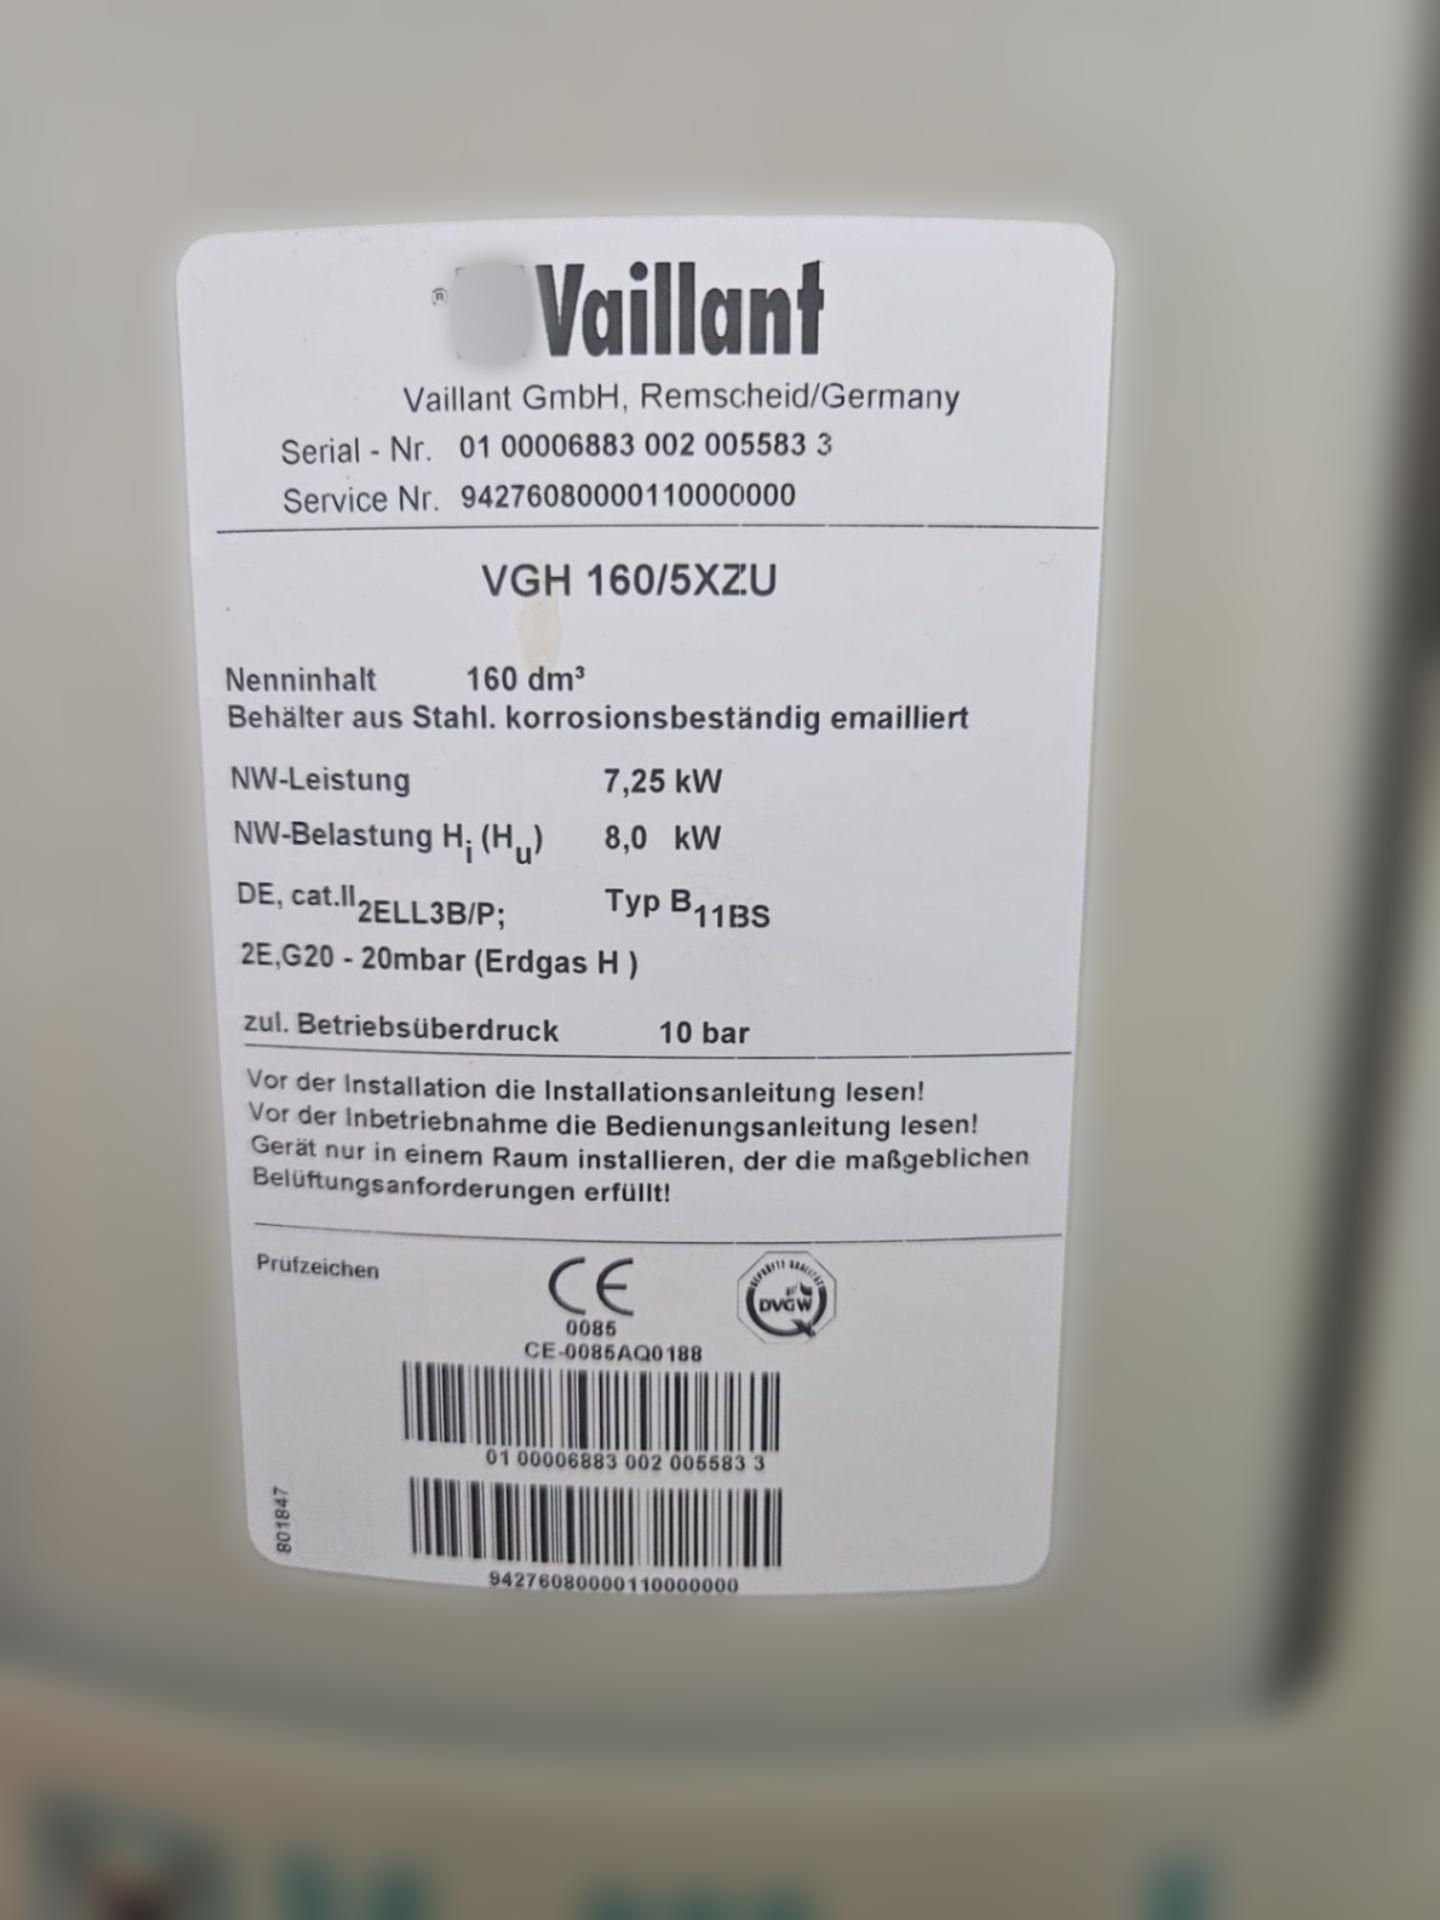 ® Vaillant
Vaillant GmbH, Remscheid/Germany
Serial - Nr. 01 00006883 002 005583 3
Service Nr. 94276080000110000000
VGH 160/5XZU
Nenninhalt 160 dm³
Behälter aus Stahl. korrosionsbeständig emailliert
NW-Leistung 7,25 kW
NW-Belastung Hi (Hu) 8,0 kW
DE, cat.II2ELL3B/P; Typ B11BS
2E,G20 - 20mbar (Erdgas H )
zul. Betriebsüberdruck 10 bar
Vor der Installation die Installationsanleitung lesen!
Vor der Inbetriebnahme die Bedienungsanleitung lesen!
Gerät nur in einem Raum installieren, der die maßgeblichen
Belüftungsanforderungen erfüllt!
Prüfzeichen
CE
0085
CE-0085AQ0188
GEPRÜFTE QUALITÄT
DVGW
01 00006883 002 005583 3
94276080000110000000
801847